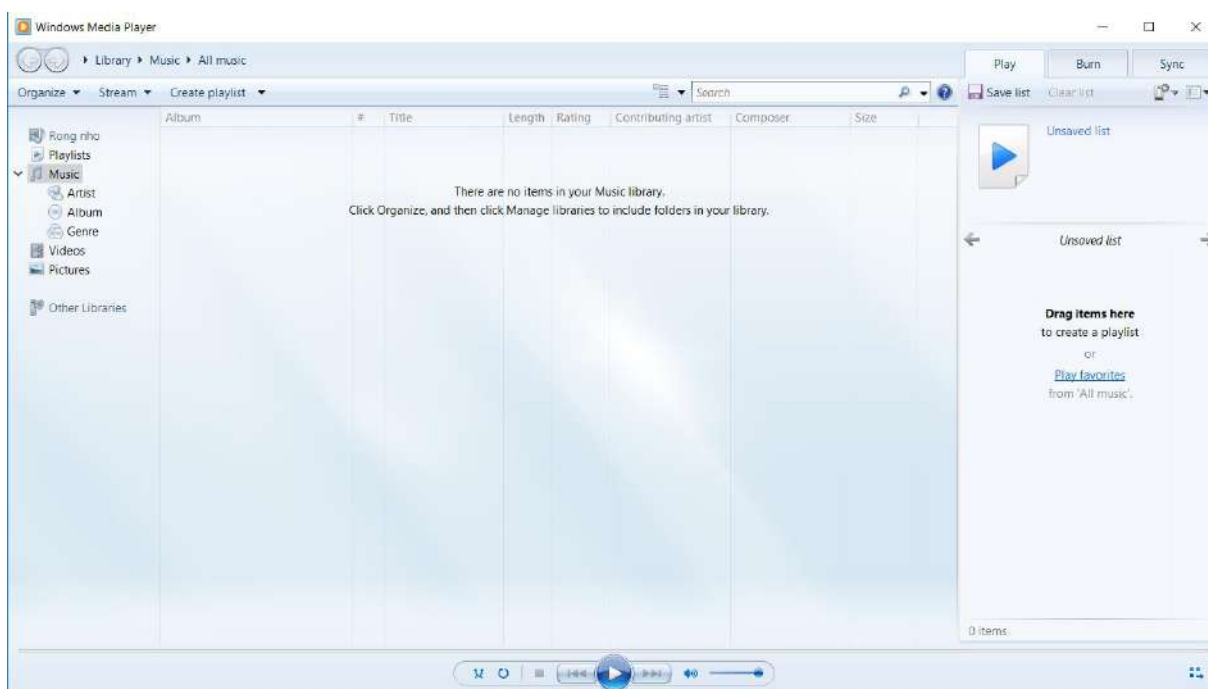 Windows Media Player
Library Music All music
Play Burn Sync
Organize Stream Create playlist Search Save list Clear list
Album # Title Length Rating Contributing artist Composer Size
Rong nho
Playlists
Music
Artist
Album
Genre
Videos
Pictures
Other Libraries
There are no items in your Music library.
Click Organize, and then click Manage libraries to include folders in your library.
Unsaved list
Unsaved list
Drag items here
to create a playlist
or
Play favorites
from 'All music'.
0 items